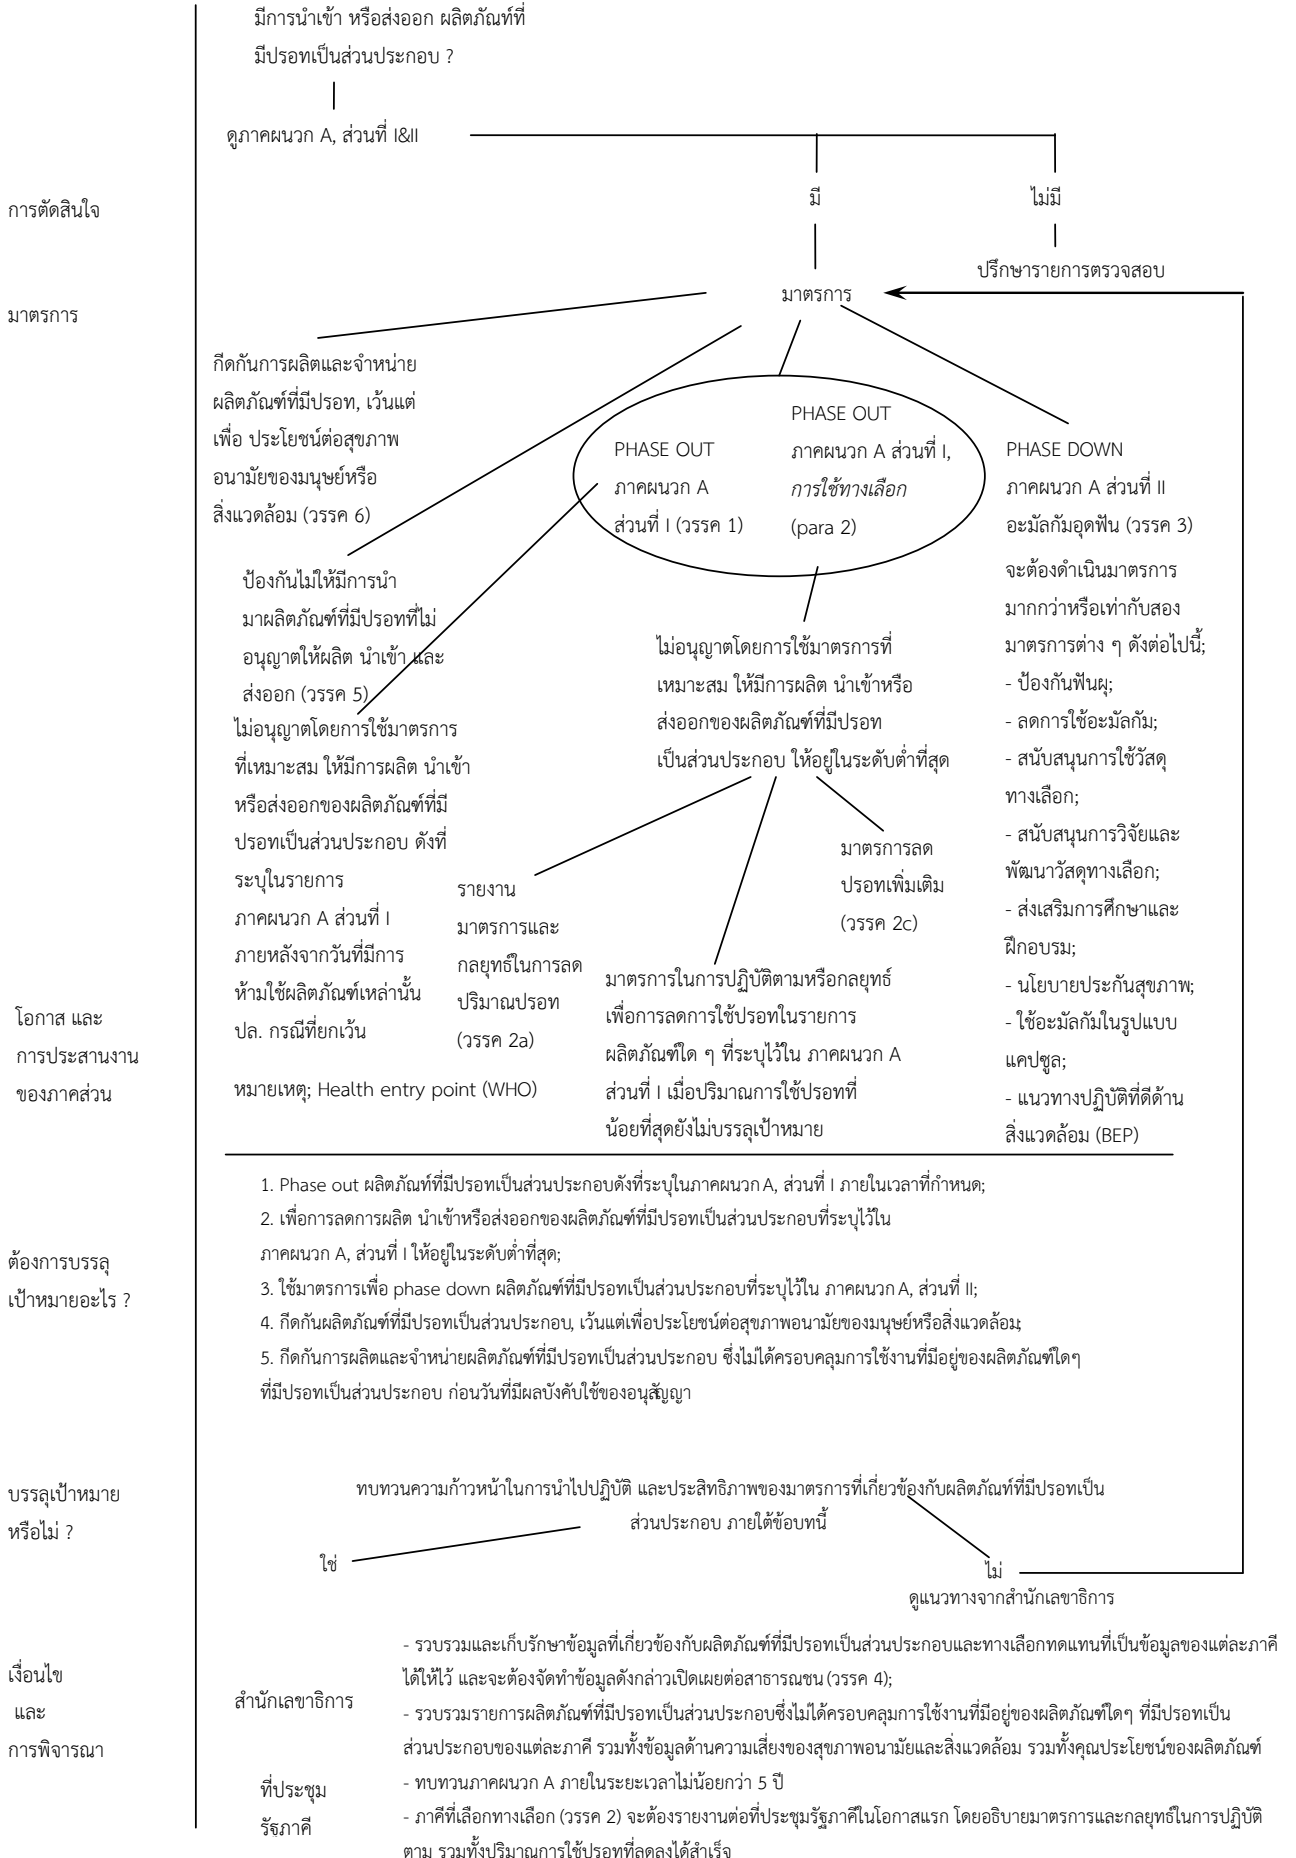 มีการนำเข้า หรือส่งออก ผลิตภัณท์ที่
มีปรอทเป็นส่วนประกอบ ?
ดูภาคผนวก A, ส่วนที่ I&II
มี
ไม่มี
การตัดสินใจ
ปรึกษารายการตรวจสอบ
มาตรการ
มาตรการ
กีดกันการผลิตและจำหน่าย
ผลิตภัณฑ์ที่มีปรอท, เว้นแต่
เพื่อ ประโยชน์ต่อสุขภาพ
อนามัยของมนุษย์หรือ
สิ่งแวดล้อม (วรรค 6)
PHASE OUT
ภาคผนวก A
ส่วนที่ I (วรรค 1)
PHASE OUT
ภาคผนวก A ส่วนที่ I,
การใช้ทางเลือก
(para 2)
PHASE DOWN
ภาคผนวก A ส่วนที่ II
อะมัลกัมอุดฟัน (วรรค 3)
จะต้องดำเนินมาตรการ
มากกว่าหรือเท่ากับสอง
มาตรการต่าง ๆ ดังต่อไปนี้;
- ป้องกันฟันผุ;
- ลดการใช้อะมัลกัม;
- สนับสนุนการใช้วัสดุ
ทางเลือก;
- สนับสนุนการวิจัยและ
พัฒนาวัสดุทางเลือก;
- ส่งเสริมการศึกษาและ
ฝึกอบรม;
- นโยบายประกันสุขภาพ;
- ใช้อะมัลกัมในรูปแบบ
แคปซูล;
- แนวทางปฏิบัติที่ดีด้าน
สิ่งแวดล้อม (BEP)
ป้องกันไม่ให้มีการนำ
มาผลิตภัณฑ์ที่มีปรอทที่ไม่
อนุญาตให้ผลิต นำเข้า และ
ส่งออก (วรรค 5)
ไม่อนุญาตโดยการใช้มาตรการ
ที่เหมาะสม ให้มีการผลิต นำเข้า
หรือส่งออกของผลิตภัณฑ์ที่มี
ปรอทเป็นส่วนประกอบ ดังที่
ระบุในรายการ
ภาคผนวก A ส่วนที่ I
ภายหลังจากวันที่มีการ
ห้ามใช้ผลิตภัณฑ์เหล่านั้น
ปล. กรณีที่ยกเว้น
หมายเหตุ; Health entry point (WHO)
ไม่อนุญาตโดยการใช้มาตรการที่
เหมาะสม ให้มีการผลิต นำเข้าหรือ
ส่งออกของผลิตภัณฑ์ที่มีปรอท
เป็นส่วนประกอบ ให้อยู่ในระดับต่ำที่สุด
รายงาน
มาตรการและ
กลยุทธ์ในการลด
ปริมาณปรอท
(วรรค 2a)
มาตรการในการปฏิบัติตามหรือกลยุทธ์
เพื่อการลดการใช้ปรอทในรายการ
ผลิตภัณฑ์ใด ๆ ที่ระบุไว้ใน ภาคผนวก A
ส่วนที่ I เมื่อปริมาณการใช้ปรอทที่
น้อยที่สุดยังไม่บรรลุเป้าหมาย
มาตรการลด
ปรอทเพิ่มเติม
(วรรค 2c)
โอกาส และ
การประสานงาน
ของภาคส่วน
1. Phase out ผลิตภัณท์ที่มีปรอทเป็นส่วนประกอบดังที่ระบุในภาคผนวก A, ส่วนที่ I ภายในเวลาที่กำหนด;
2. เพื่อการลดการผลิต นำเข้าหรือส่งออกของผลิตภัณฑ์ที่มีปรอทเป็นส่วนประกอบที่ระบุไว้ใน
ภาคผนวก A, ส่วนที่ I ให้อยู่ในระดับต่ำที่สุด;
3. ใช้มาตรการเพื่อ phase down ผลิตภัณฑ์ที่มีปรอทเป็นส่วนประกอบที่ระบุไว้ใน ภาคผนวก A, ส่วนที่ II;
4. กีดกันผลิตภัณฑ์ที่มีปรอทเป็นส่วนประกอบ, เว้นแต่เพื่อประโยชน์ต่อสุขภาพอนามัยของมนุษย์หรือสิ่งแวดล้อม;
5. กีดกันการผลิตและจำหน่ายผลิตภัณฑ์ที่มีปรอทเป็นส่วนประกอบ ซึ่งไม่ได้ครอบคลุมการใช้งานที่มีอยู่ของผลิตภัณฑ์ใดๆ
ที่มีปรอทเป็นส่วนประกอบ ก่อนวันที่มีผลบังคับใช้ของอนุสัญญา
ต้องการบรรลุ
เป้าหมายอะไร ?
บรรลุเป้าหมาย
หรือไม่ ?
ทบทวนความก้าวหน้าในการนำไปปฏิบัติ และประสิทธิภาพของมาตรการที่เกี่ยวข้องกับผลิตภัณฑ์ที่มีปรอทเป็น
ส่วนประกอบ ภายใต้ข้อบทนี้
ใช่
ไม่
ดูแนวทางจากสำนักเลขาธิการ
เงื่อนไข
และ
การพิจารณา
สำนักเลขาธิการ
- รวบรวมและเก็บรักษาข้อมูลที่เกี่ยวข้องกับผลิตภัณฑ์ที่มีปรอทเป็นส่วนประกอบและทางเลือกทดแทนที่เป็นข้อมูลของแต่ละภาคี
ได้ให้ไว้ และจะต้องจัดทำข้อมูลดังกล่าวเปิดเผยต่อสาธารณชน (วรรค 4);
- รวบรวมรายการผลิตภัณฑ์ที่มีปรอทเป็นส่วนประกอบซึ่งไม่ได้ครอบคลุมการใช้งานที่มีอยู่ของผลิตภัณฑ์ใดๆ ที่มีปรอทเป็น
ส่วนประกอบของแต่ละภาคี รวมทั้งข้อมูลด้านความเสี่ยงของสุขภาพอนามัยและสิ่งแวดล้อม รวมทั้งคุณประโยชน์ของผลิตภัณฑ์
ที่ประชุม
รัฐภาคี
- ทบทวนภาคผนวก A ภายในระยะเวลาไม่น้อยกว่า 5 ปี
- ภาคีที่เลือกทางเลือก (วรรค 2) จะต้องรายงานต่อที่ประชุมรัฐภาคีในโอกาสแรก โดยอธิบายมาตรการและกลยุทธ์ในการปฏิบัติ
ตาม รวมทั้งปริมาณการใช้ปรอทที่ลดลงได้สำเร็จ